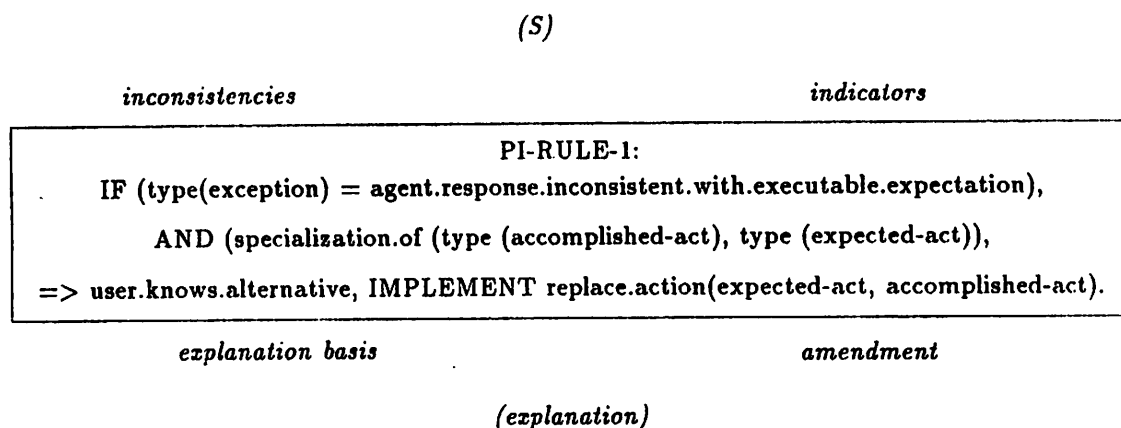 (S)
inconsistencies indicators
PI-RULE-1:
IF (type(exception) = agent.response.inconsistent.with.executable.expectation),
AND (specialization.of (type (accomplished-act), type (expected-act)),
=> user.knows.alternative, IMPLEMENT replace.action(expected-act, accomplished-act).
explanation basis amendment
(explanation)